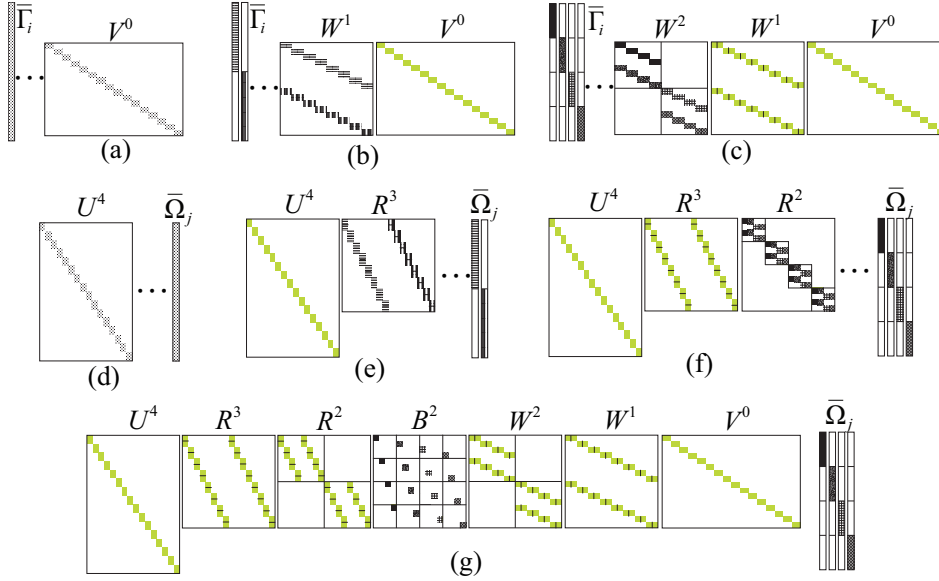 Γ̅ᵢ V⁰ Γ̅ᵢ W¹ V⁰ Γ̅ᵢ W² W¹ V⁰
(a) (b) (c)
U⁴ Ω̅ⱼ U⁴ R³ Ω̅ⱼ U⁴ R³ R² Ω̅ⱼ
(d) (e) (f)
U⁴ R³ R² B² W² W¹ V⁰ Ω̅ⱼ
(g)